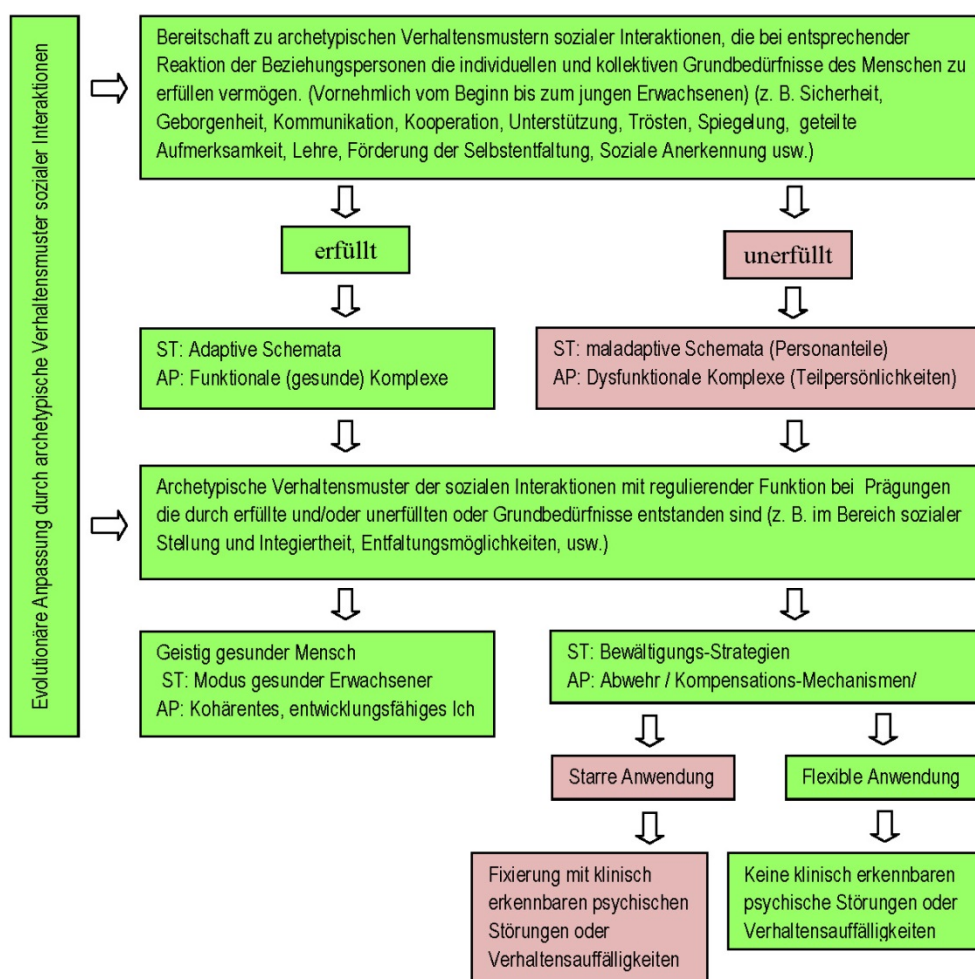 Evolutionäre Anpassung durch archetypische Verhaltensmuster sozialer Interaktionen
Bereitschaft zu archetypischen Verhaltensmustern sozialer Interaktionen, die bei entsprechender
Reaktion der Beziehungspersonen die individuellen und kollektiven Grundbedürfnisse des Menschen zu
erfüllen vermögen. (Vornehmlich vom Beginn bis zum jungen Erwachsenen) (z. B. Sicherheit,
Geborgenheit, Kommunikation, Kooperation, Unterstützung, Trösten, Spiegelung, geteilte
Aufmerksamkeit, Lehre, Förderung der Selbstentfaltung, Soziale Anerkennung usw.)
erfüllt
unerfüllt
ST: Adaptive Schemata
AP: Funktionale (gesunde) Komplexe
ST: maladaptive Schemata (Personanteile)
AP: Dysfunktionale Komplexe (Teilpersönlichkeiten)
Archetypische Verhaltensmuster der sozialen Interaktionen mit regulierender Funktion bei Prägungen
die durch erfüllte und/oder unerfüllten oder Grundbedürfnisse entstanden sind (z. B. im Bereich sozialer
Stellung und Integiertheit, Entfaltungsmöglichkeiten, usw.)
Geistig gesunder Mensch
ST: Modus gesunder Erwachsener
AP: Kohärentes, entwicklungsfähiges Ich
ST: Bewältigungs-Strategien
AP: Abwehr / Kompensations-Mechanismen/
Starre Anwendung
Flexible Anwendung
Fixierung mit klinisch
erkennbaren psychischen
Störungen oder
Verhaltensauffälligkeiten
Keine klinisch erkennbaren
psychische Störungen oder
Verhaltensauffälligkeiten